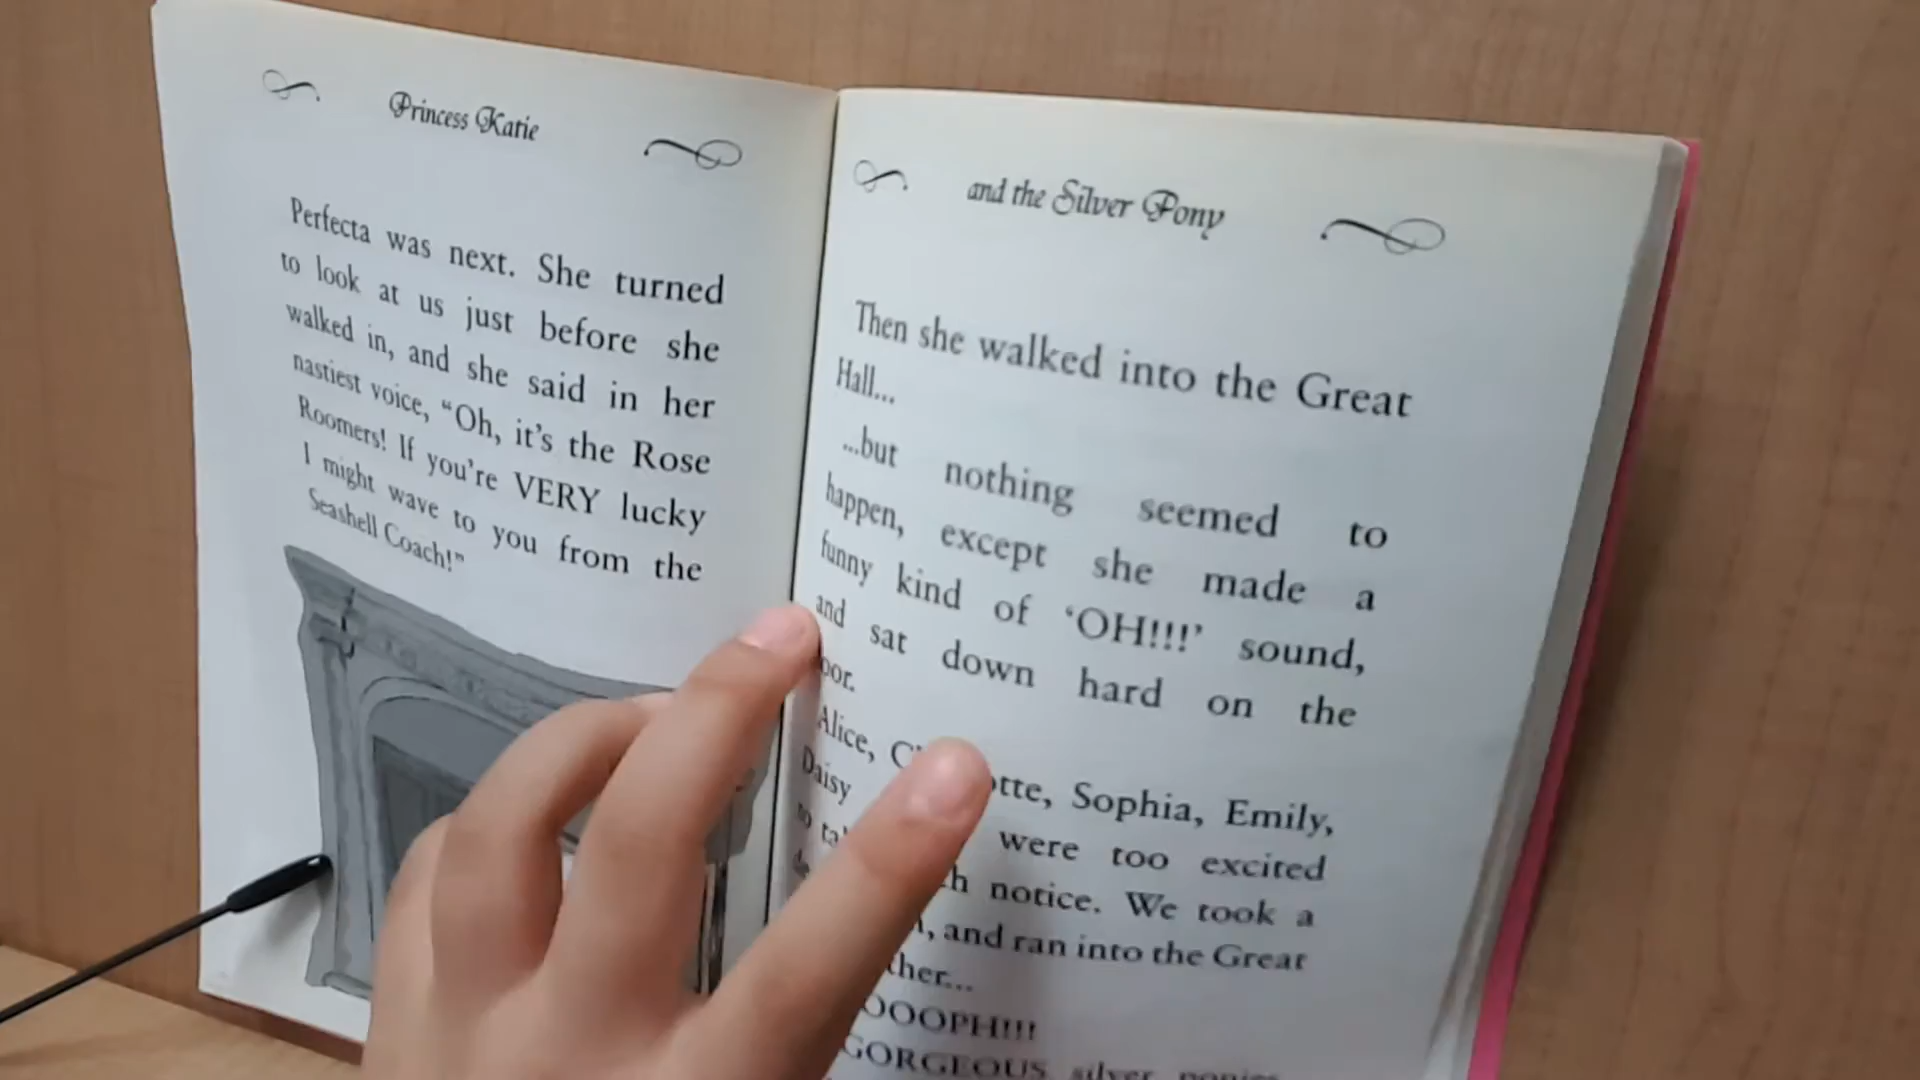 Princess Katie
Perfecta was next. She turned
to look at us just before she
walked in, and she said in her
nastiest voice, “Oh, it’s the Rose
Roomers! If you’re VERY lucky
I might wave to you from the
Seashell Coach!”
and the Silver Pony
Then she walked into the Great
Hall...
...but nothing seemed to
happen, except she made a
funny kind of ‘OH!!!’ sound,
and sat down hard on the
oor.
Alice, Sophia, Emily,
Daisy were too excited
to notice. We took a
and ran into the Great
GORGEOUS silver ponies